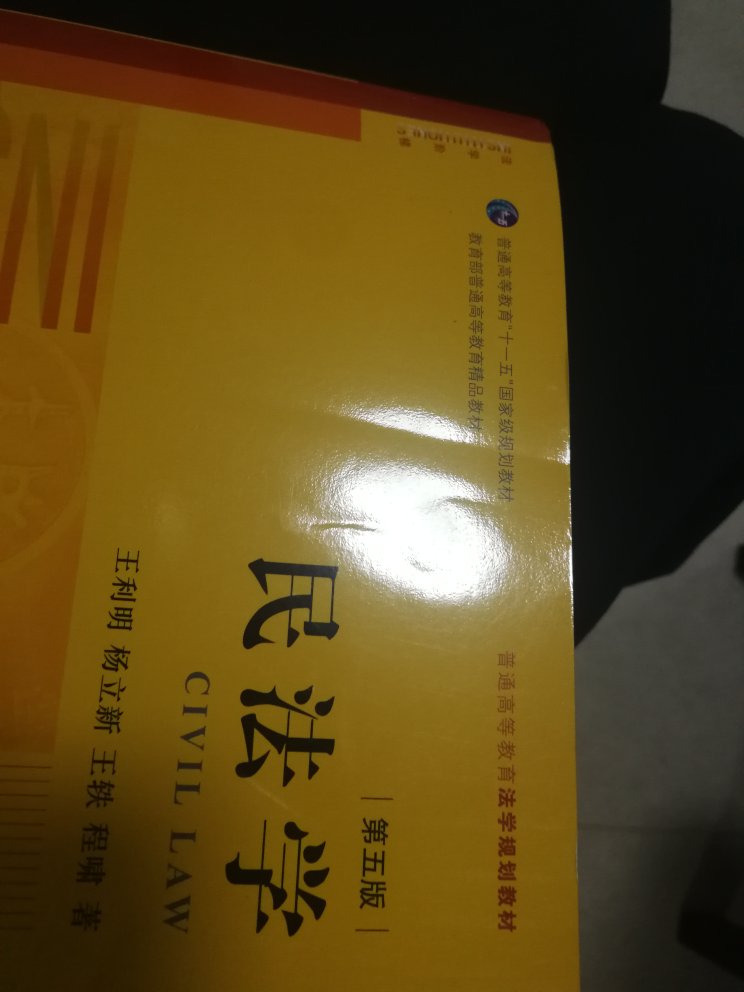 普通高等教育"十一五"国家级规划教材
教育部普通高等教育精品教材
普通高等教育法学规划教材
第五版
民法学
CIVIL LAW
王利明 杨立新 王轶 程啸 著